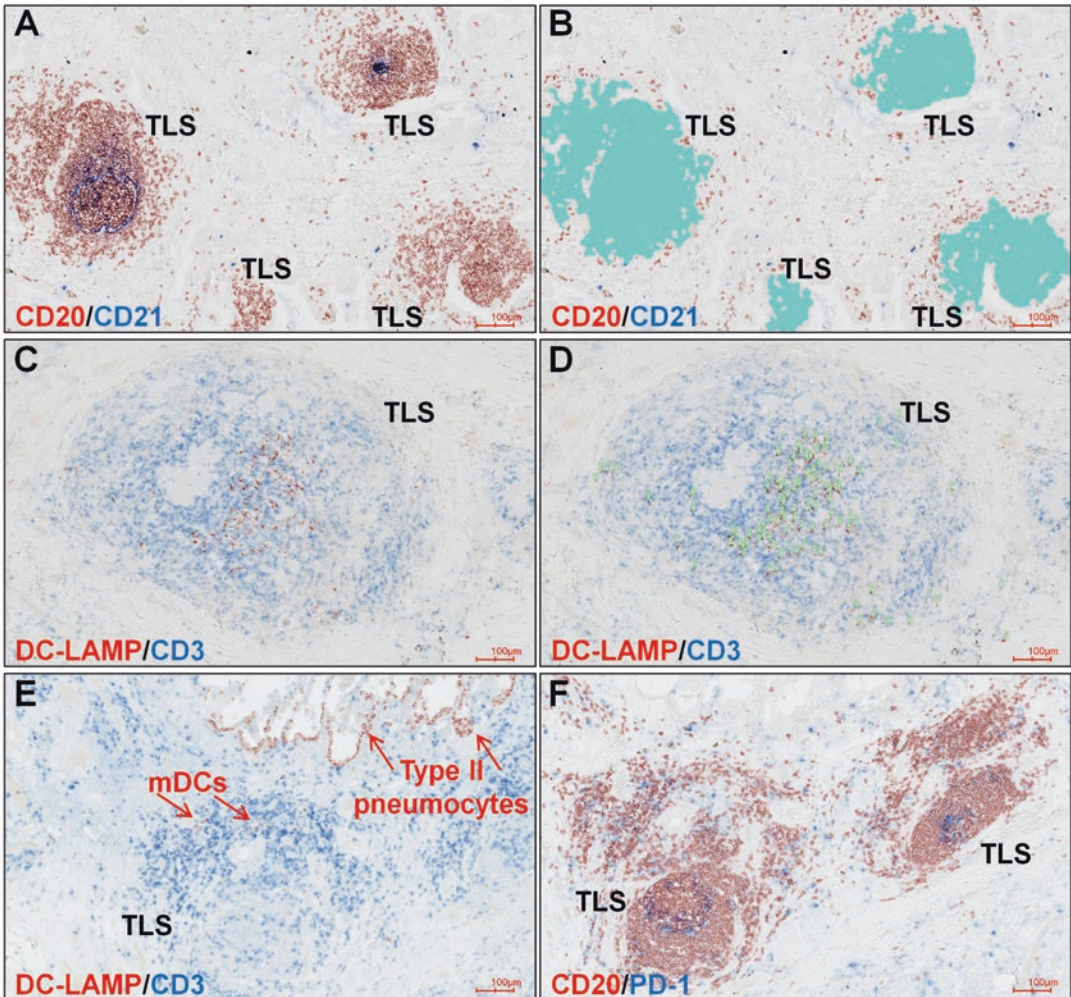 A
TLS
TLS
TLS
TLS
CD20/CD21
100µm
B
TLS
TLS
TLS
TLS
CD20/CD21
100µm
C
TLS
DC-LAMP/CD3
100µm
D
TLS
DC-LAMP/CD3
100µm
E
mDCs
Type II
pneumocytes
TLS
DC-LAMP/CD3
100µm
F
TLS
TLS
CD20/PD-1
100µm